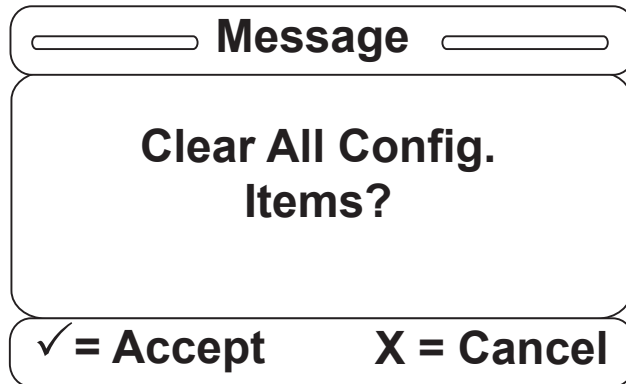 Message
Clear All Config.
Items?
✓ = Accept X = Cancel